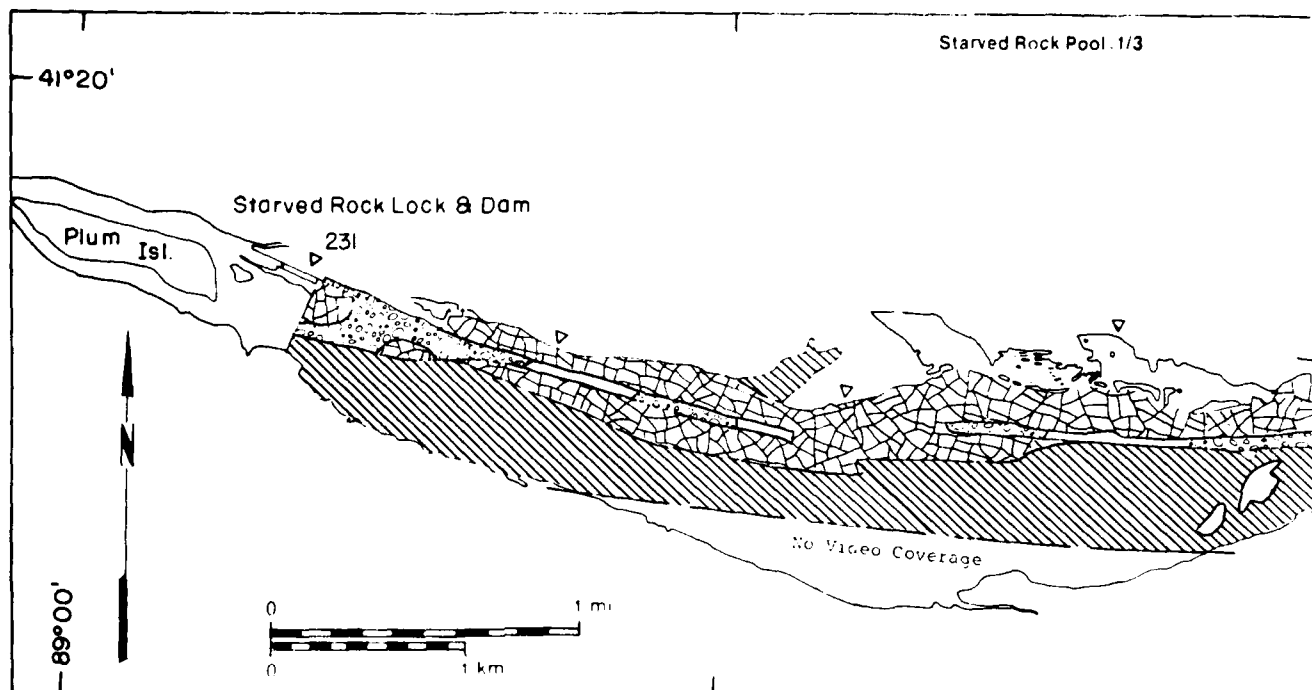 Starved Rock Pool . 1/3
41°20'
Starved Rock Lock & Dam
231
Plum Isl.
N
No Video Coverage
89°00'
0 1 mi
0 1 km